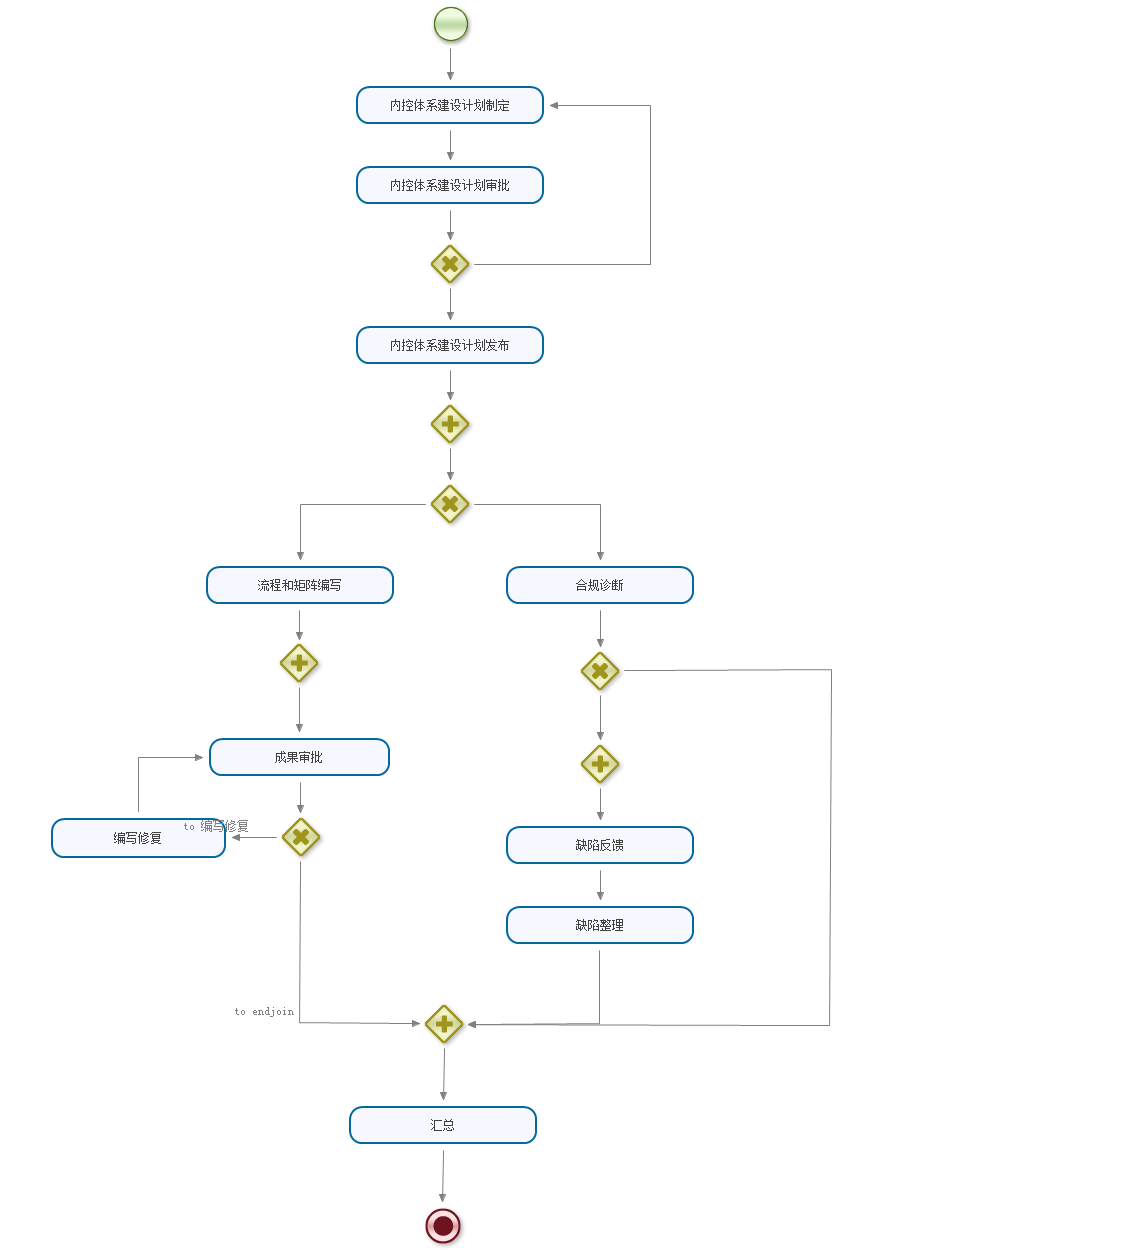 内控体系建设计划制定
内控体系建设计划审批
内控体系建设计划发布
流程和矩阵编写
合规诊断
成果审批
to 编写修复
编写修复
缺陷反馈
缺陷整理
to endjoin
汇总